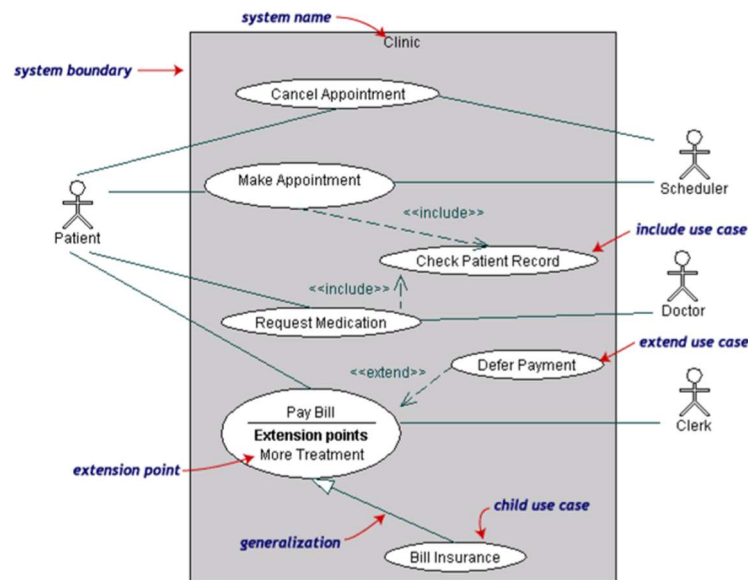 system name
Clinic
system boundary
Cancel Appointment
Make Appointment
Scheduler
<<include>>
Patient
include use case
Check Patient Record
<<include>>
Request Medication
Doctor
extend use case
Defer Payment
<<extend>>
Pay Bill
Clerk
Extension points
More Treatment
extension point
child use case
generalization
Bill Insurance